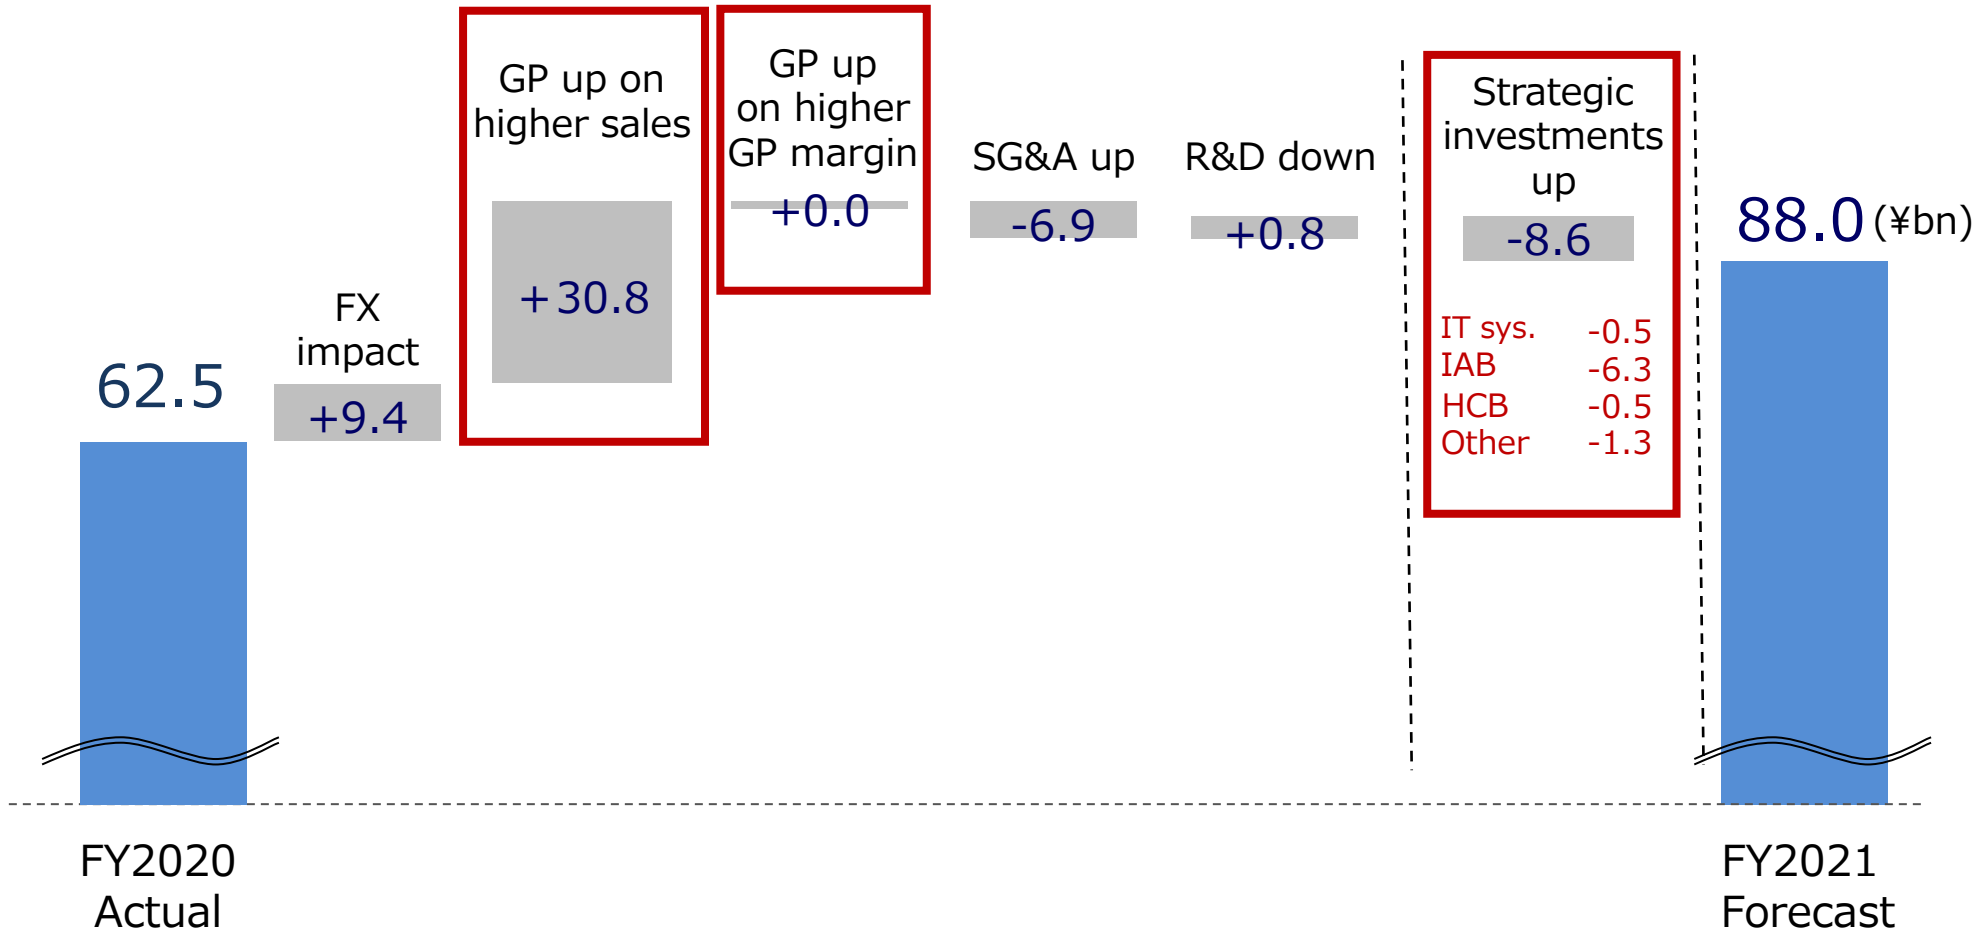 62.5
FX
impact
+9.4
GP up on
higher sales
+30.8
GP up
on higher
GP margin
+0.0
SG&A up
-6.9
R&D down
+0.8
Strategic
investments
up
-8.6
IT sys. -0.5
IAB -6.3
HCB -0.5
Other -1.3
88.0 (¥bn)
FY2020
Actual
FY2021
Forecast